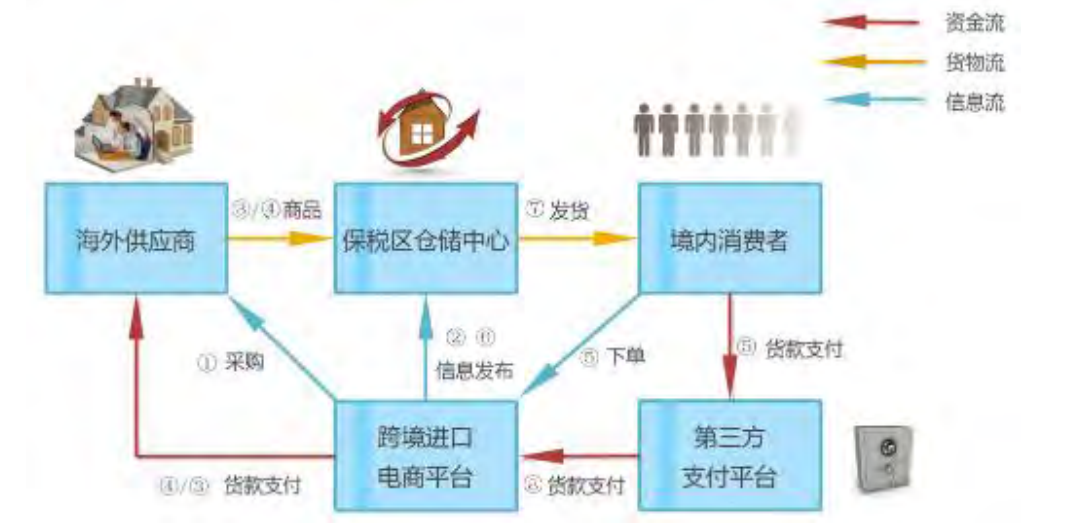 资金流
货物流
信息流
③/④商品
⑦ 发货
海外供应商
保税区仓储中心
境内消费者
② ⑥
信息发布
① 采购
⑤ 下单
⑤ 货款支付
跨境进口
电商平台
第三方
支付平台
④/③ 货款支付
⑧ 货款支付